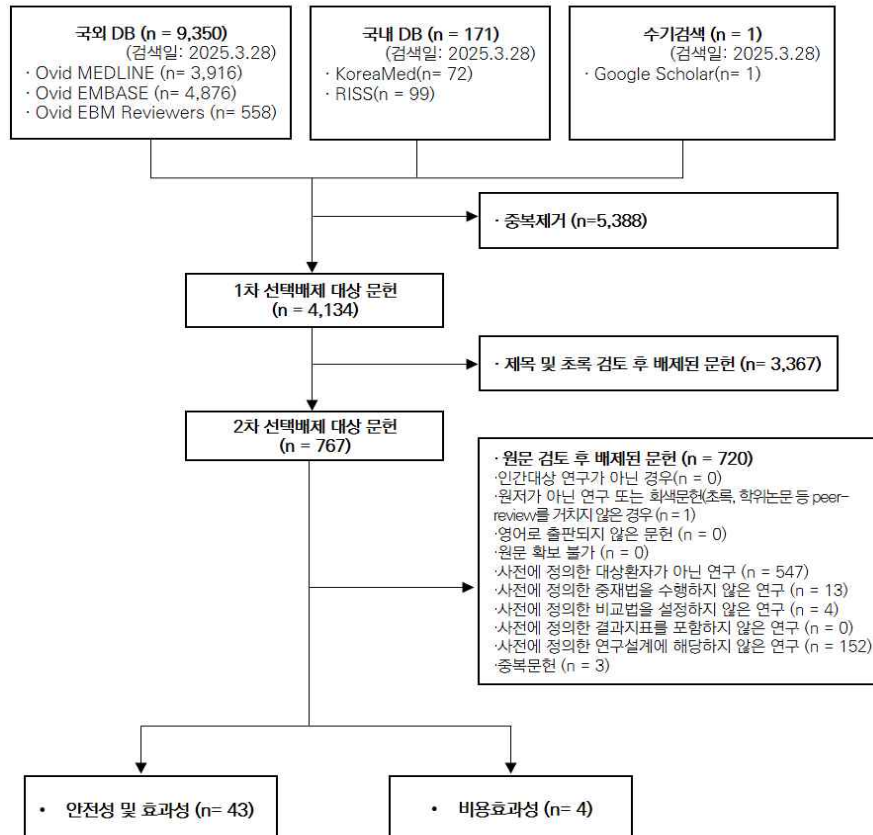 국외 DB (n = 9,350)
(검색일: 2025.3.28)
· Ovid MEDLINE (n= 3,916)
· Ovid EMBASE (n= 4,876)
· Ovid EBM Reviewers (n= 558)
국내 DB (n = 171)
(검색일: 2025.3.28)
· KoreaMed(n= 72)
· RISS(n = 99)
수기검색 (n = 1)
(검색일: 2025.3.28)
· Google Scholar(n= 1)
· 중복제거 (n=5,388)
1차 선택배제 대상 문헌
(n = 4,134)
· 제목 및 초록 검토 후 배제된 문헌 (n= 3,367)
2차 선택배제 대상 문헌
(n = 767)
· 원문 검토 후 배제된 문헌 (n = 720)
·인간대상 연구가 아닌 경우(n = 0)
·원저가 아닌 연구 또는 회색문헌(초록, 학위논문 등 peer-
review를 거치지 않은 경우 (n = 1)
·영어로 출판되지 않은 문헌 (n = 0)
·원문 확보 불가 (n = 0)
·사전에 정의한 대상환자가 아닌 연구 (n = 547)
·사전에 정의한 중재법을 수행하지 않은 연구 (n = 13)
·사전에 정의한 비교법을 설정하지 않은 연구 (n = 4)
·사전에 정의한 결과지표를 포함하지 않은 연구 (n = 0)
·사전에 정의한 연구설계에 해당하지 않은 연구 (n = 152)
·중복문헌 (n = 3)
• 안전성 및 효과성 (n= 43)
• 비용효과성 (n= 4)